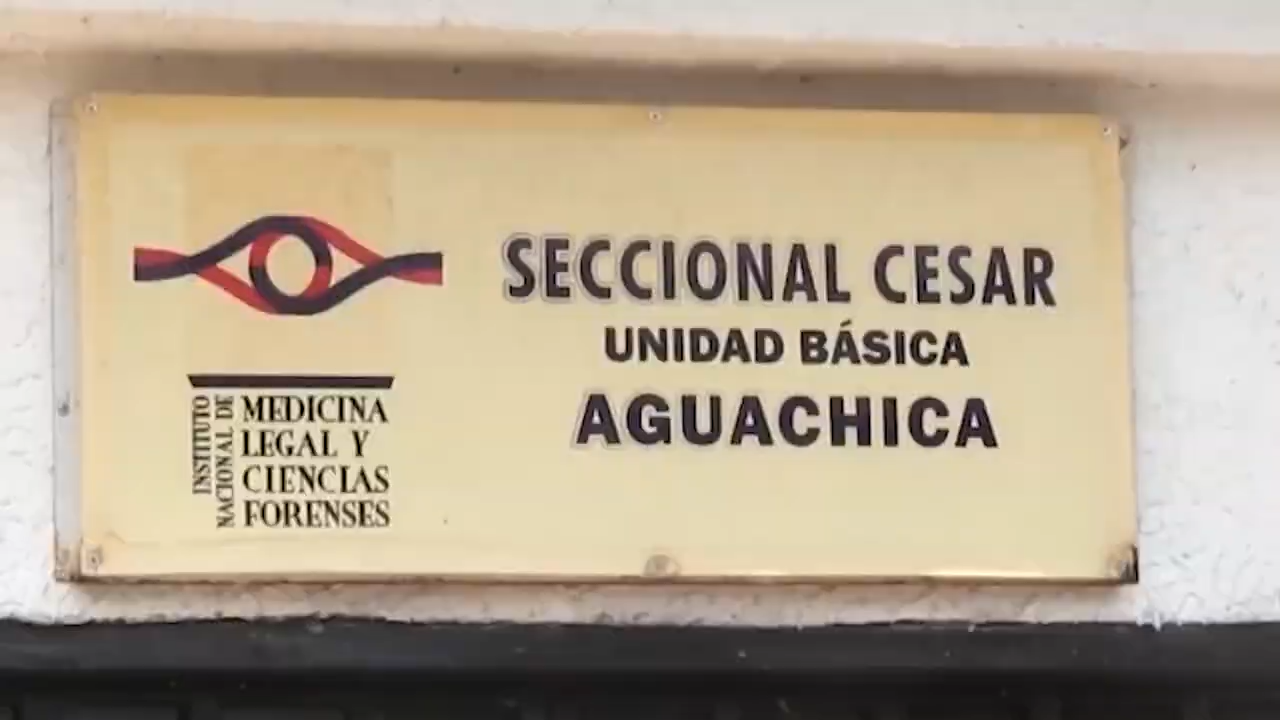 INSTITUTO
NACIONAL DE
MEDICINA
LEGAL Y
CIENCIAS
FORENSES
SECCIONAL CESAR
UNIDAD BÁSICA
AGUACHICA